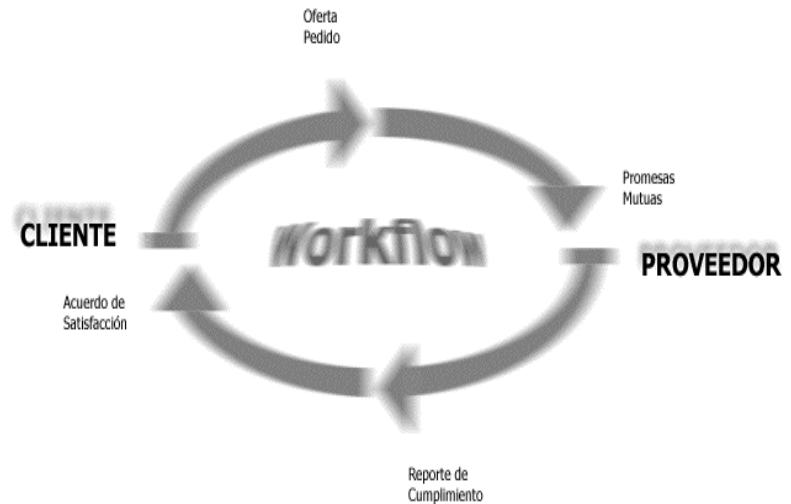 Oferta
Pedido
Promesas
Mutuas
CLIENTE
Workflow
PROVEEDOR
Acuerdo de
Satisfacción
Reporte de
Cumplimiento